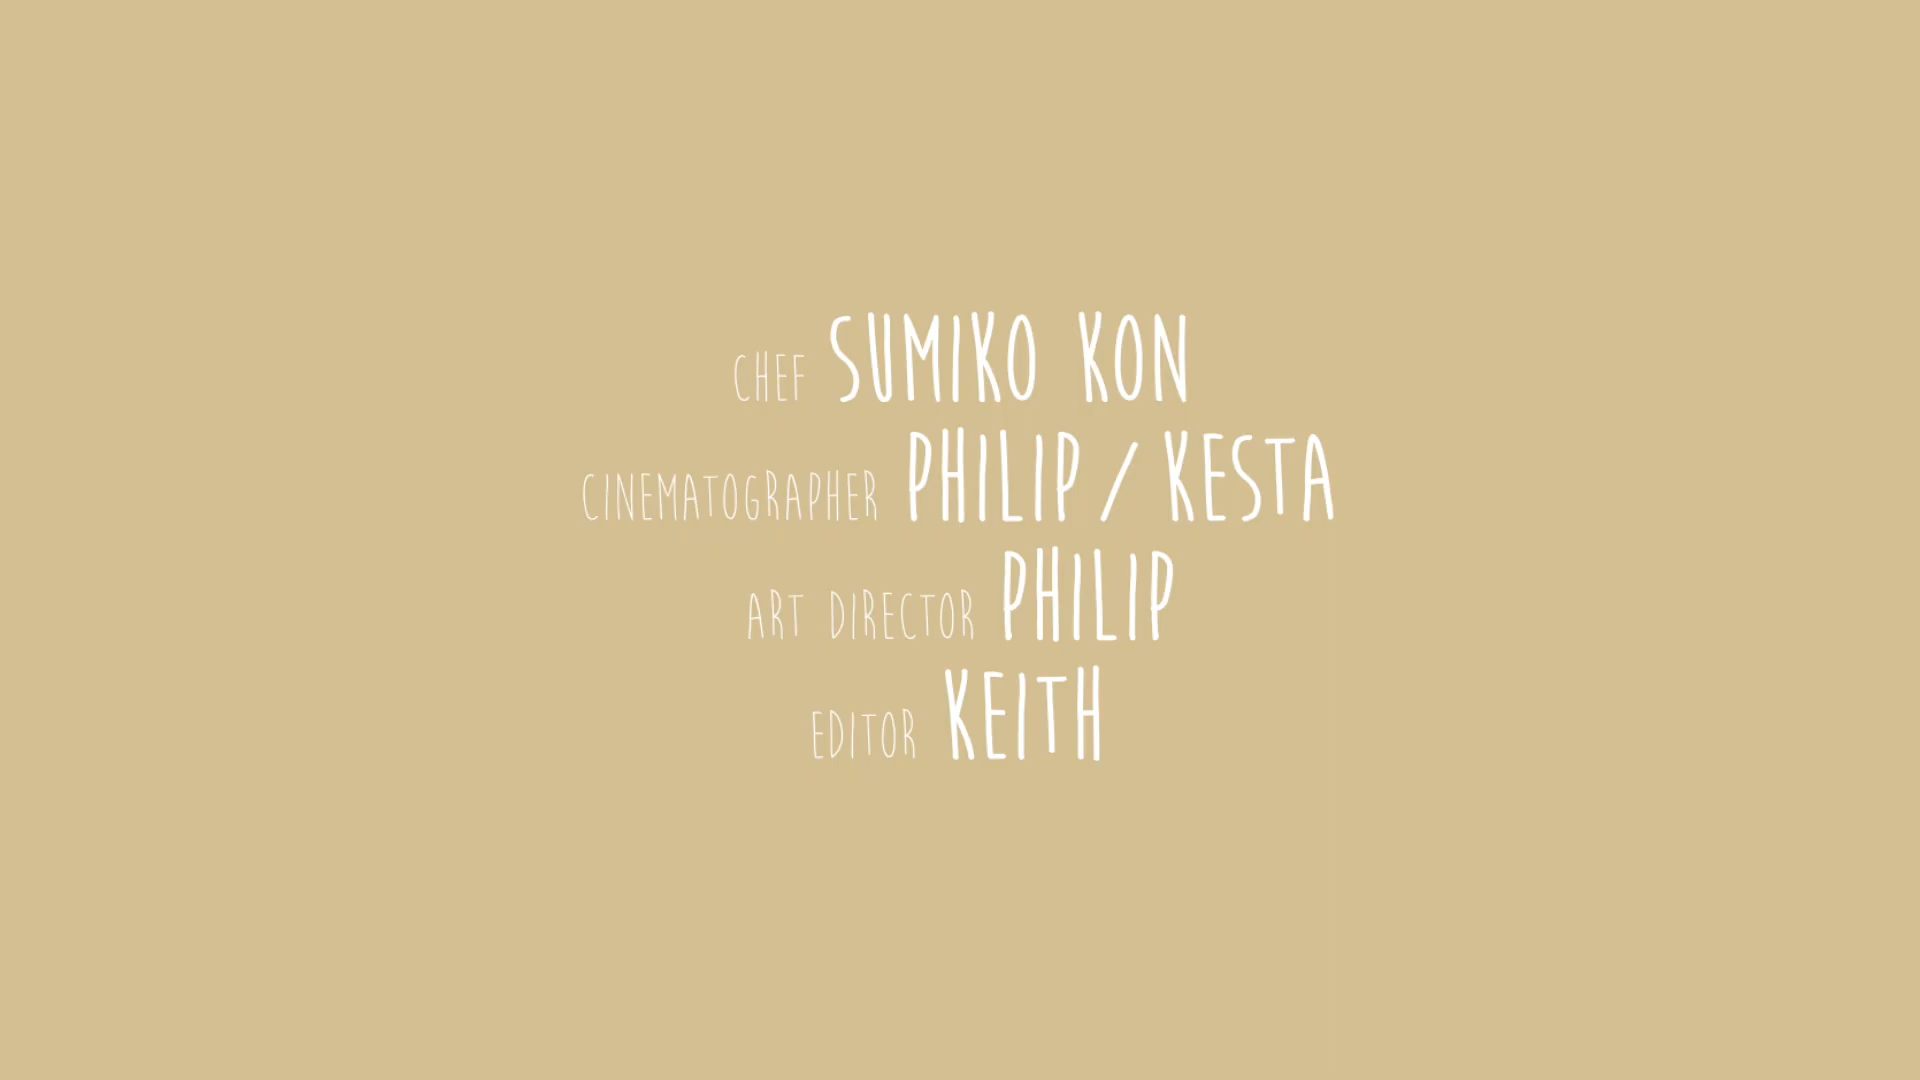 CHEF SUMIKO KON
CINEMATOGRAPHER PHILIP / KESTA
ART DIRECTOR PHILIP
EDITOR KEITH